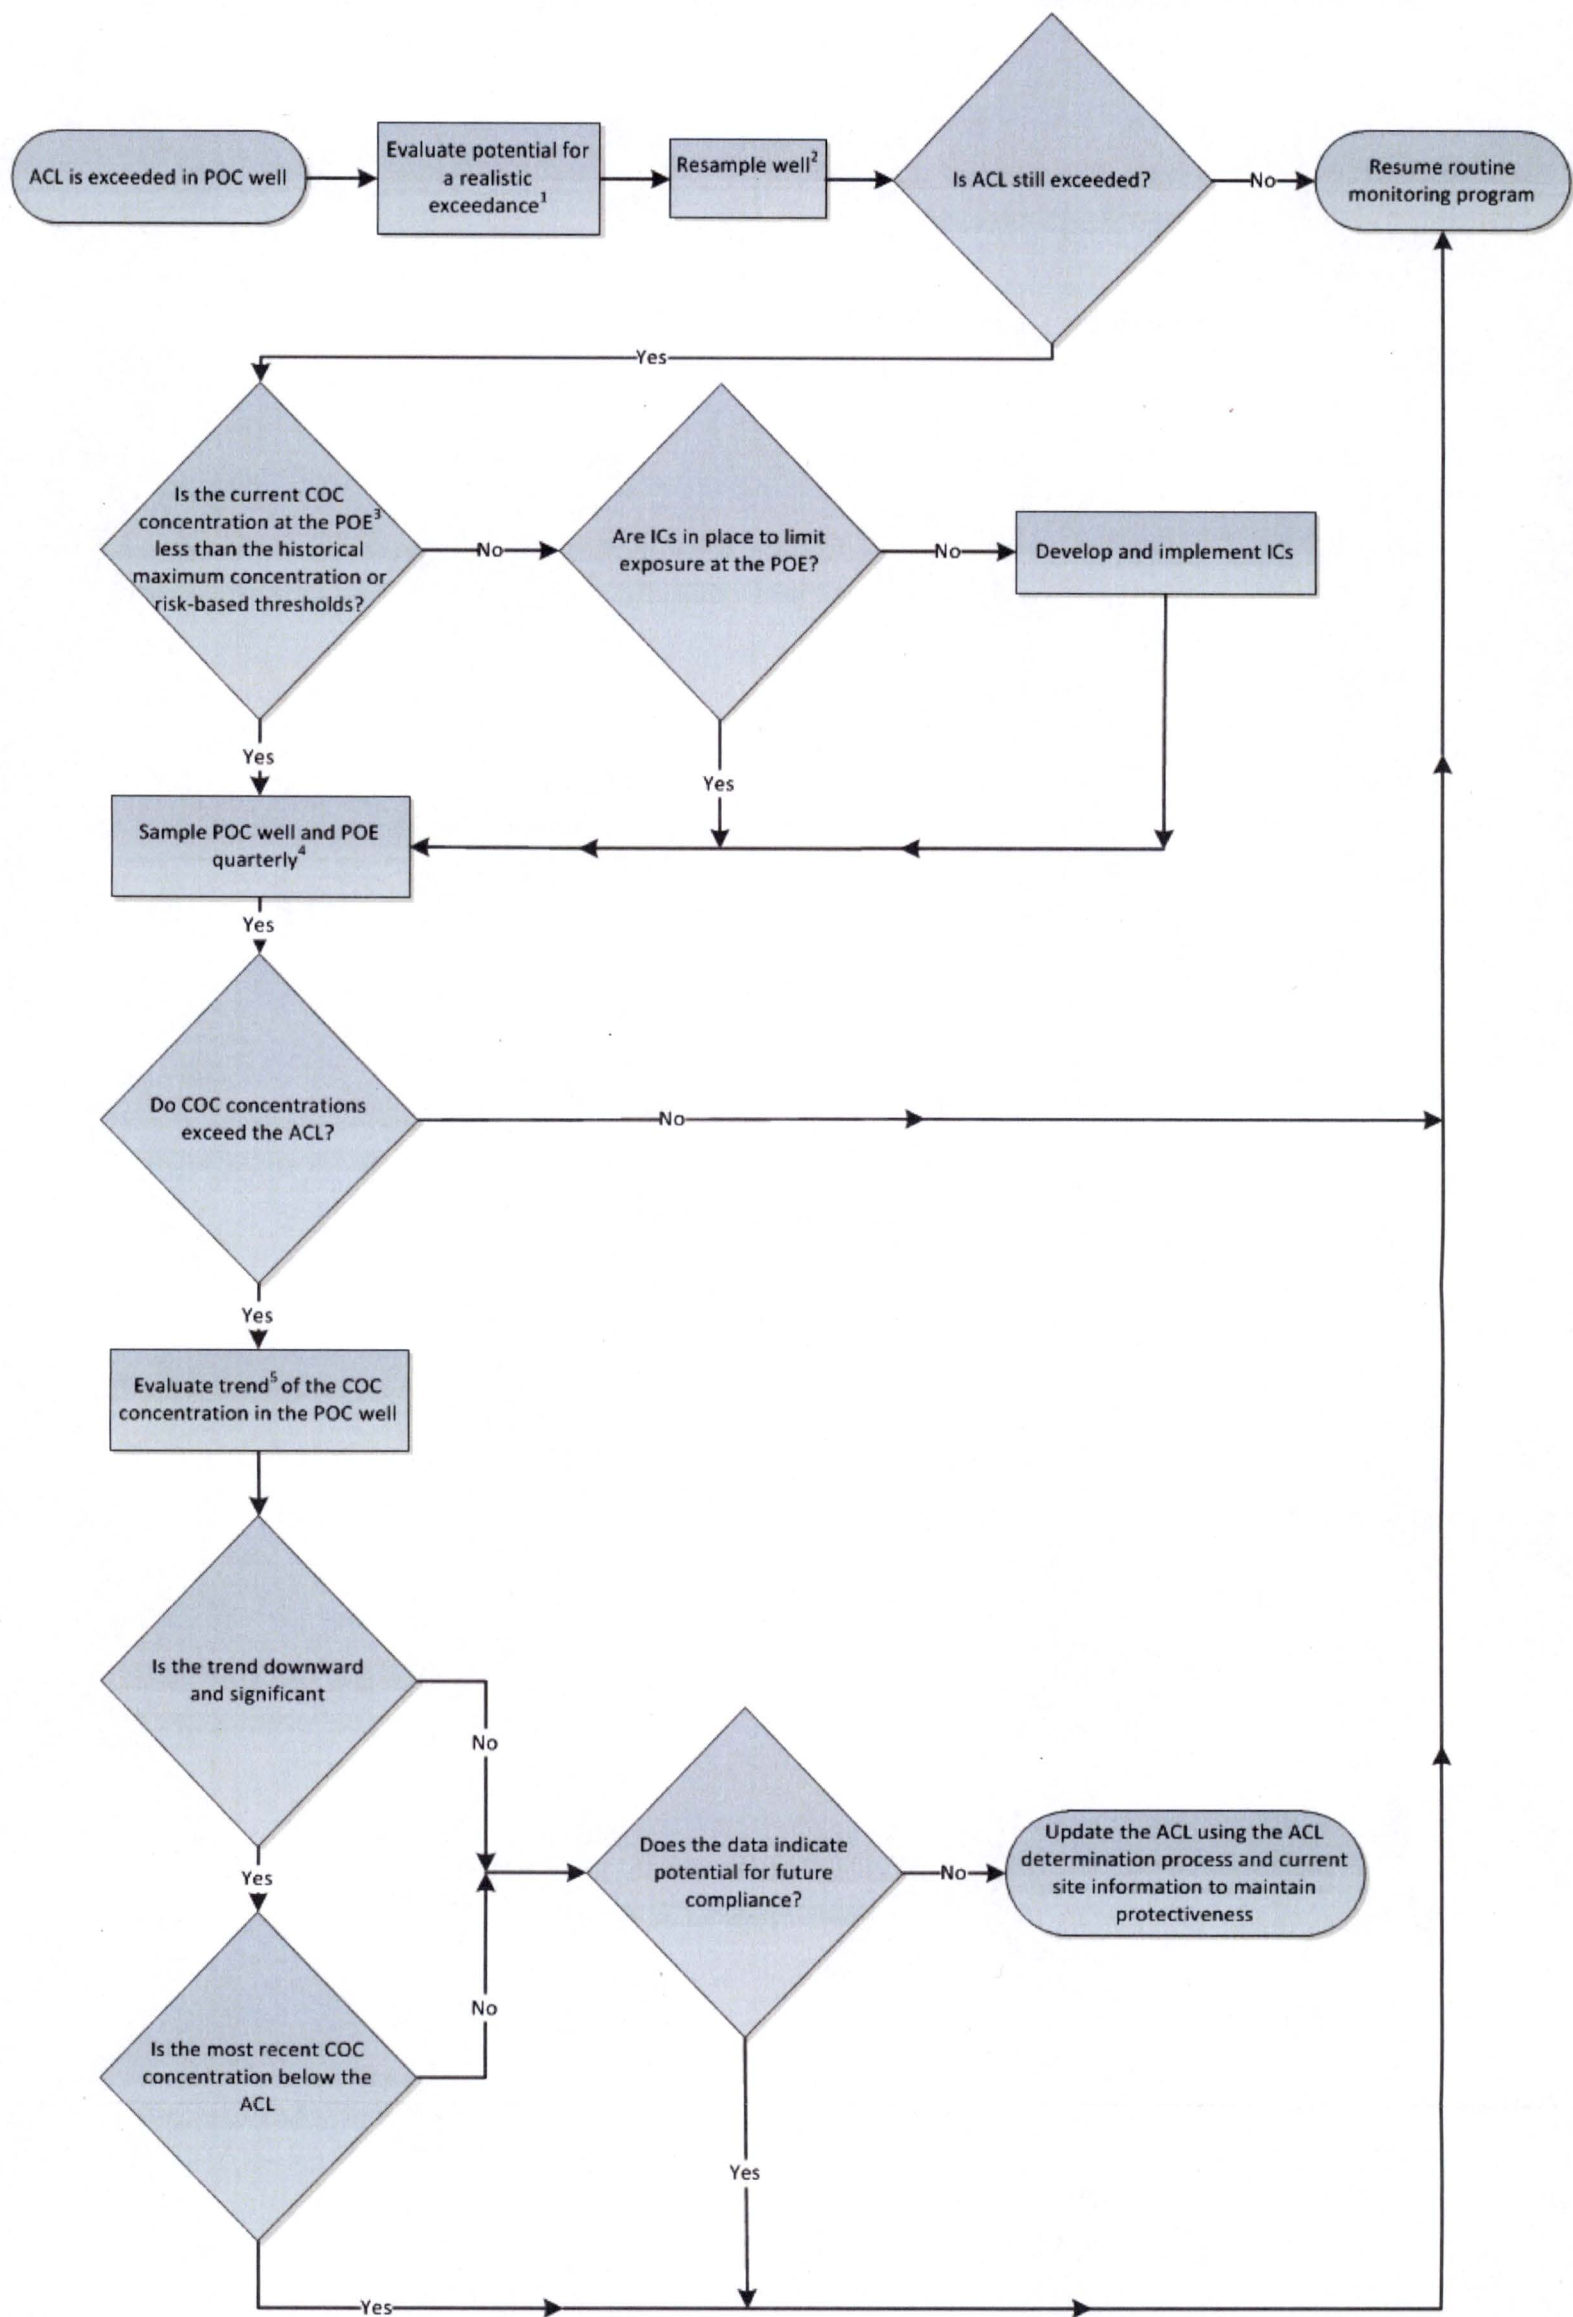 ACL is exceeded in POC well
Evaluate potential for
a realistic
exceedance¹
Resample well²
Is ACL still exceeded?
No
Resume routine
monitoring program
Yes
Is the current COC
concentration at the POE³
less than the historical
maximum concentration or
risk-based thresholds?
No
Are ICs in place to limit
exposure at the POE?
No
Develop and implement ICs
Yes
Yes
Sample POC well and POE
quarterly⁴
Yes
Do COC concentrations
exceed the ACL?
No
Yes
Evaluate trend⁵ of the COC
concentration in the POC well
Is the trend downward
and significant
No
Yes
Does the data indicate
potential for future
compliance?
No
Update the ACL using the ACL
determination process and current
site information to maintain
protectiveness
No
Is the most recent COC
concentration below the
ACL
Yes
Yes